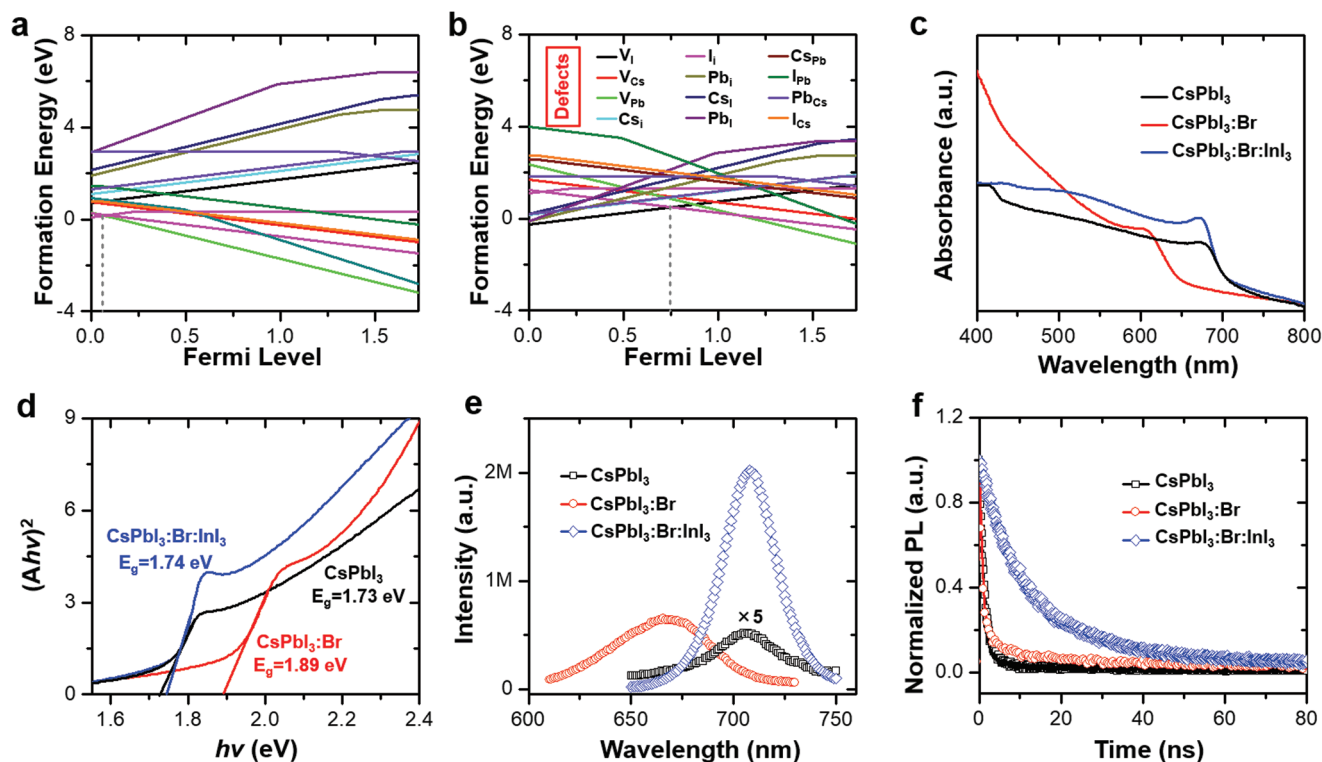 a
Formation Energy (eV)
8
4
0
-4
0.0 0.5 1.0 1.5
Fermi Level
b
Formation Energy (eV)
8
4
0
-4
Defects
V_I I_i Cs_Pb
V_Cs Pb_i I_Pb
V_Pb Cs_I Pb_Cs
Cs_i Pb_I I_Cs
0.0 0.5 1.0 1.5
Fermi Level
c
Absorbance (a.u.)
CsPbI₃
CsPbI₃:Br
CsPbI₃:Br:InI₃
400 500 600 700 800
Wavelength (nm)
d
(Ahν)²
9
6
3
0
CsPbI₃:Br:InI₃
E_g=1.74 eV
CsPbI₃
E_g=1.73 eV
CsPbI₃:Br
E_g=1.89 eV
1.6 1.8 2.0 2.2 2.4
hν (eV)
e
Intensity (a.u.)
2M
1M
0
CsPbI₃
CsPbI₃:Br
CsPbI₃:Br:InI₃
×5
600 650 700 750
Wavelength (nm)
f
Normalized PL (a.u.)
1.2
0.8
0.4
0.0
CsPbI₃
CsPbI₃:Br
CsPbI₃:Br:InI₃
0 20 40 60 80
Time (ns)